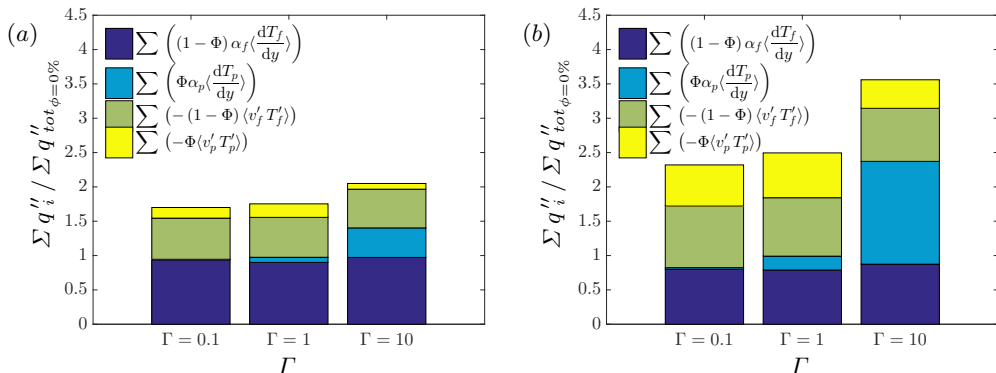 (a)
4.5
4
3.5
3
2.5
2
1.5
1
0.5
0
Σ q''_i / Σ q''_{tot_{ϕ=0%}}
∑ ( (1 − Φ) α_f ⟨dT_f/dy⟩ )
∑ ( Φα_p ⟨dT_p/dy⟩ )
∑ (− (1 − Φ) ⟨v'_f T'_f⟩)
∑ (−Φ⟨v'_p T'_p⟩)
Γ = 0.1
Γ = 1
Γ = 10
Γ
(b)
4.5
4
3.5
3
2.5
2
1.5
1
0.5
0
Σ q''_i / Σ q''_{tot_{ϕ=0%}}
∑ ( (1 − Φ) α_f ⟨dT_f/dy⟩ )
∑ ( Φα_p ⟨dT_p/dy⟩ )
∑ (− (1 − Φ) ⟨v'_f T'_f⟩)
∑ (−Φ⟨v'_p T'_p⟩)
Γ = 0.1
Γ = 1
Γ = 10
Γ